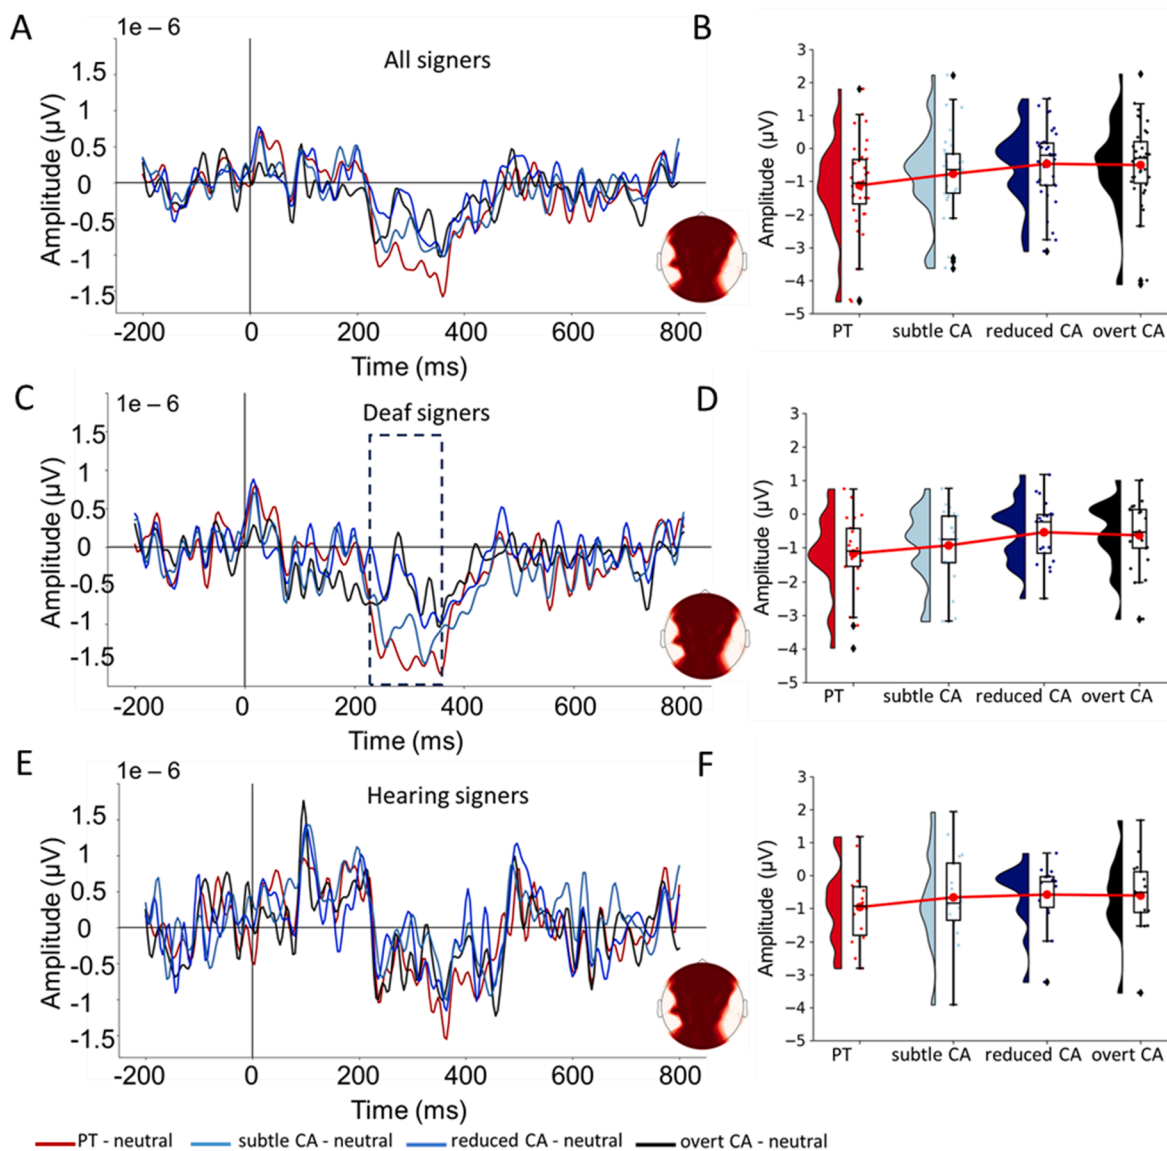 A
1e – 6
All signers
1.5
1
0.5
0
-0.5
-1
-1.5
Amplitude (µV)
-200 0 200 400 600 800
Time (ms)
B
3
2
1
0
−1
−2
−3
−4
−5
Amplitude (µV)
PT subtle CA reduced CA overt CA
C
1e – 6
Deaf signers
1.5
1
0.5
0
-0.5
-1
-1.5
Amplitude (µV)
-200 0 200 400 600 800
Time (ms)
D
3
2
1
0
−1
−2
−3
−4
−5
Amplitude (µV)
PT subtle CA reduced CA overt CA
E
1e – 6
Hearing signers
1.5
1
0.5
0
-0.5
-1
-1.5
Amplitude (µV)
-200 0 200 400 600 800
Time (ms)
F
3
2
1
0
−1
−2
−3
−4
−5
Amplitude (µV)
PT subtle CA reduced CA overt CA
PT - neutral subtle CA - neutral reduced CA - neutral overt CA - neutral